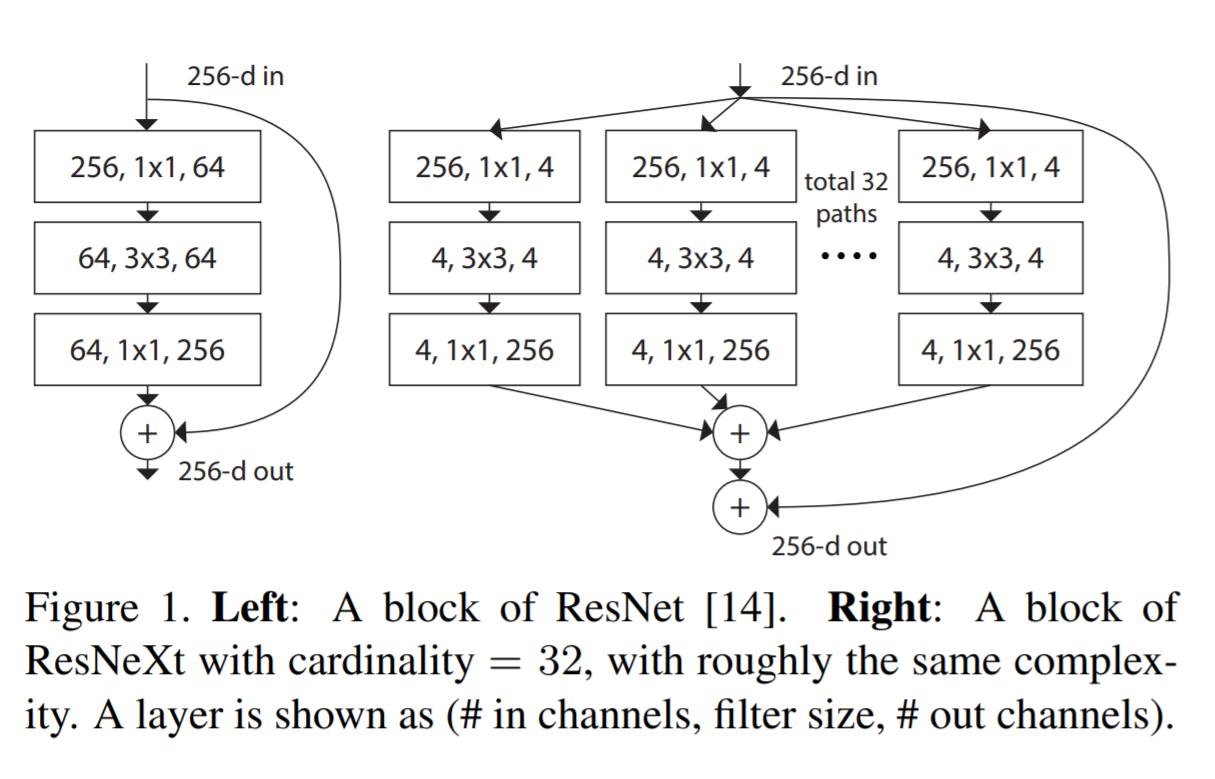 256-d in
256, 1x1, 64
64, 3x3, 64
64, 1x1, 256
+
256-d out
256-d in
256, 1x1, 4
4, 3x3, 4
4, 1x1, 256
256, 1x1, 4
4, 3x3, 4
4, 1x1, 256
total 32
paths
....
256, 1x1, 4
4, 3x3, 4
4, 1x1, 256
+
+
256-d out
Figure 1. Left: A block of ResNet [14]. Right: A block of
ResNeXt with cardinality = 32, with roughly the same complex-
ity. A layer is shown as (# in channels, filter size, # out channels).